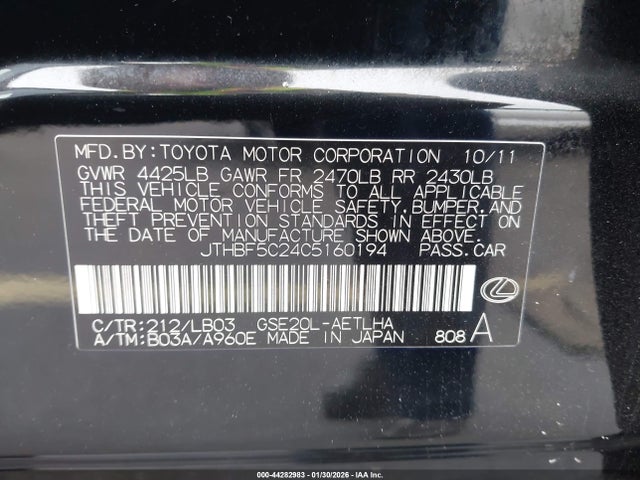 MFD. BY: TOYOTA MOTOR CORPORATION 10/11
GVWR 4425LB GAWR FR 2470LB RR 2430LB
THIS VEHICLE CONFORMS TO ALL APPLICABLE
FEDERAL MOTOR VEHICLE SAFETY, BUMPER, AND
THEFT PREVENTION STANDARDS IN EFFECT ON
THE DATE OF MANUFACTURE SHOWN ABOVE.
JTHBF5C24C5160194 PASS. CAR
C/TR: 212/LB03 GSE20L-AETLHA
A/TM: B03A/A960E MADE IN JAPAN 808 A
000-44282983 - 01/30/2026 - IAA Inc.